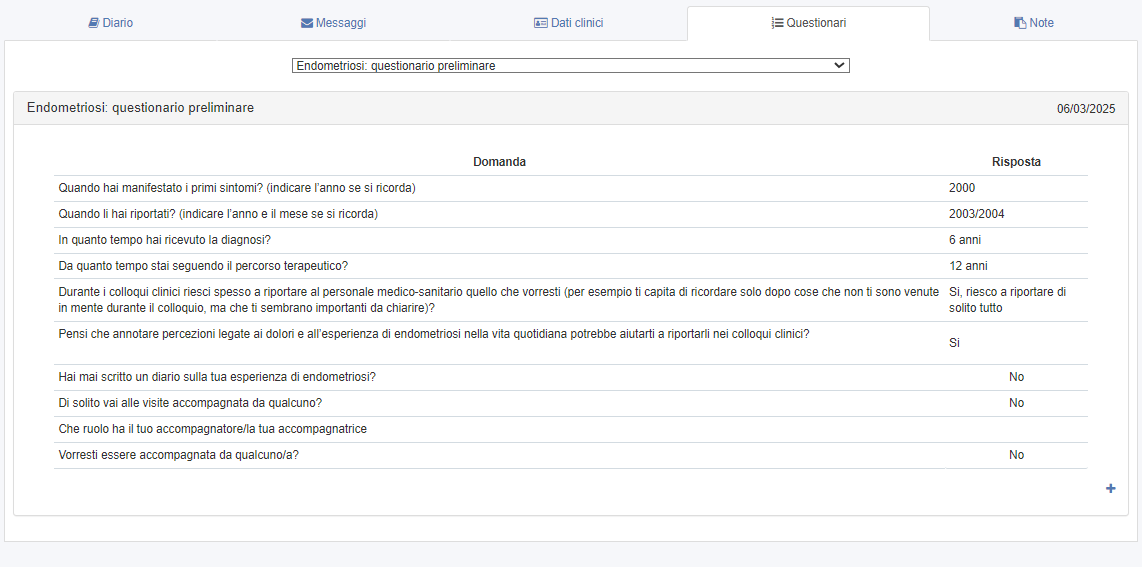 Diario
Messaggi
Dati clinici
Questionari
Note
Endometriosi: questionario preliminare
Endometriosi: questionario preliminare
06/03/2025
Domanda
Risposta
Quando hai manifestato i primi sintomi? (indicare l'anno se si ricorda)
2000
Quando li hai riportati? (indicare l'anno e il mese se si ricorda)
2003/2004
In quanto tempo hai ricevuto la diagnosi?
6 anni
Da quanto tempo stai seguendo il percorso terapeutico?
12 anni
Durante i colloqui clinici riesci spesso a riportare al personale medico-sanitario quello che vorresti (per esempio ti capita di ricordare solo dopo cose che non ti sono venute
in mente durante il colloquio, ma che ti sembrano importanti da chiarire)?
Si, riesco a riportare di
solito tutto
Pensi che annotare percezioni legate ai dolori e all'esperienza di endometriosi nella vita quotidiana potrebbe aiutarti a riportarli nei colloqui clinici?
Si
Hai mai scritto un diario sulla tua esperienza di endometriosi?
No
Di solito vai alle visite accompagnata da qualcuno?
No
Che ruolo ha il tuo accompagnatore/la tua accompagnatrice
Vorresti essere accompagnata da qualcuno/a?
No